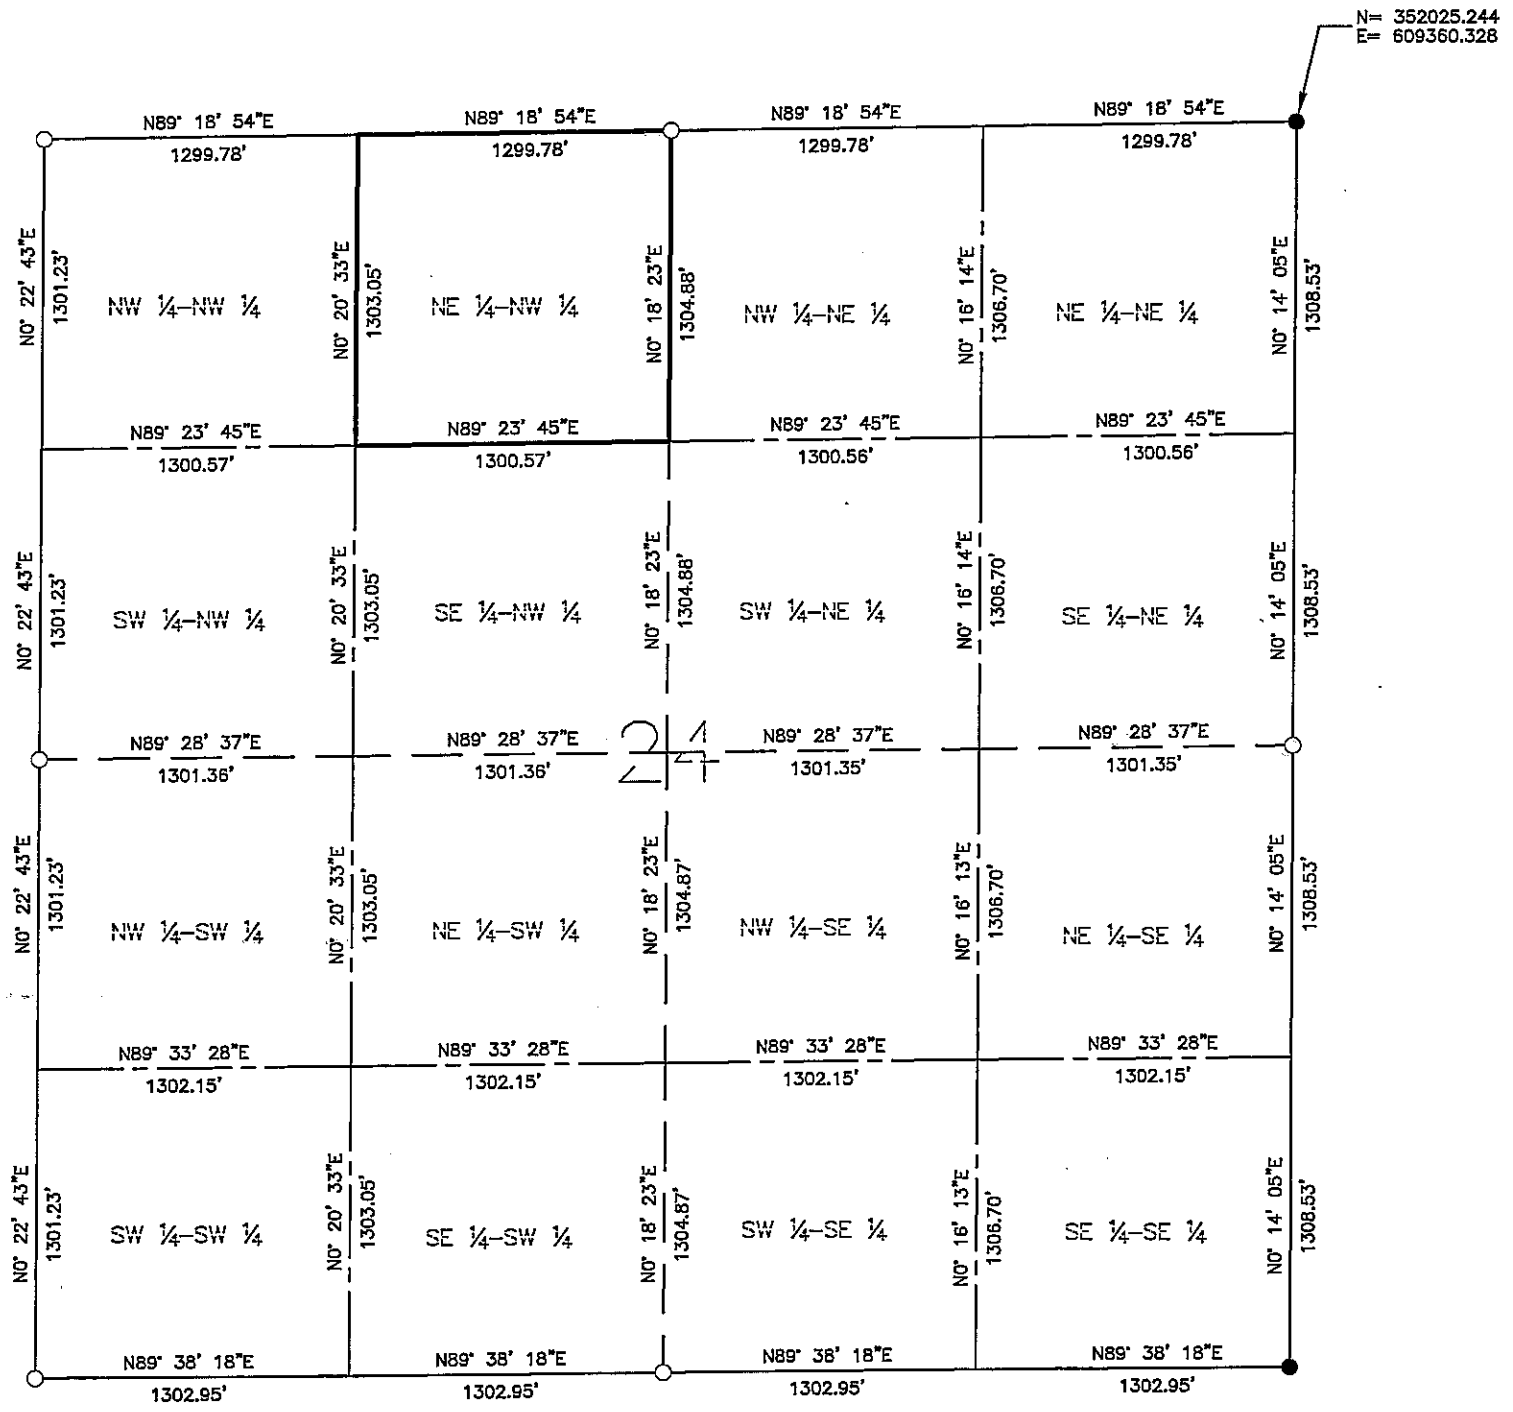 N= 352025.244
E= 609360.328
N89° 18' 54"E
N89° 18' 54"E
N89° 18' 54"E
N89° 18' 54"E
1299.78'
1299.78'
1299.78'
1299.78'
N0° 22' 43"E
1301.23'
NW ¼-NW ¼
N0° 20' 33"E
1303.05'
NE ¼-NW ¼
N0° 18' 23"E
1304.88'
NW ¼-NE ¼
N0° 16' 14"E
1306.70'
NE ¼-NE ¼
N0° 14' 05"E
1308.53'
N89° 23' 45"E
N89° 23' 45"E
N89° 23' 45"E
N89° 23' 45"E
1300.57'
1300.57'
1300.56'
1300.56'
N0° 22' 43"E
1301.23'
SW ¼-NW ¼
N0° 20' 33"E
1303.05'
SE ¼-NW ¼
N0° 18' 23"E
1304.88'
SW ¼-NE ¼
N0° 16' 14"E
1306.70'
SE ¼-NE ¼
N0° 14' 05"E
1308.53'
N89° 28' 37"E
N89° 28' 37"E
24
N89° 28' 37"E
N89° 28' 37"E
1301.36'
1301.36'
1301.35'
1301.35'
N0° 22' 43"E
1301.23'
NW ¼-SW ¼
N0° 20' 33"E
1303.05'
NE ¼-SW ¼
N0° 18' 23"E
1304.87'
NW ¼-SE ¼
N0° 16' 13"E
1306.70'
NE ¼-SE ¼
N0° 14' 05"E
1308.53'
N89° 33' 28"E
N89° 33' 28"E
N89° 33' 28"E
N89° 33' 28"E
1302.15'
1302.15'
1302.15'
1302.15'
N0° 22' 43"E
1301.23'
SW ¼-SW ¼
N0° 20' 33"E
1303.05'
SE ¼-SW ¼
N0° 18' 23"E
1304.87'
SW ¼-SE ¼
N0° 16' 13"E
1306.70'
SE ¼-SE ¼
N0° 14' 05"E
1308.53'
N89° 38' 18"E
N89° 38' 18"E
N89° 38' 18"E
N89° 38' 18"E
1302.95'
1302.95'
1302.95'
1302.95'